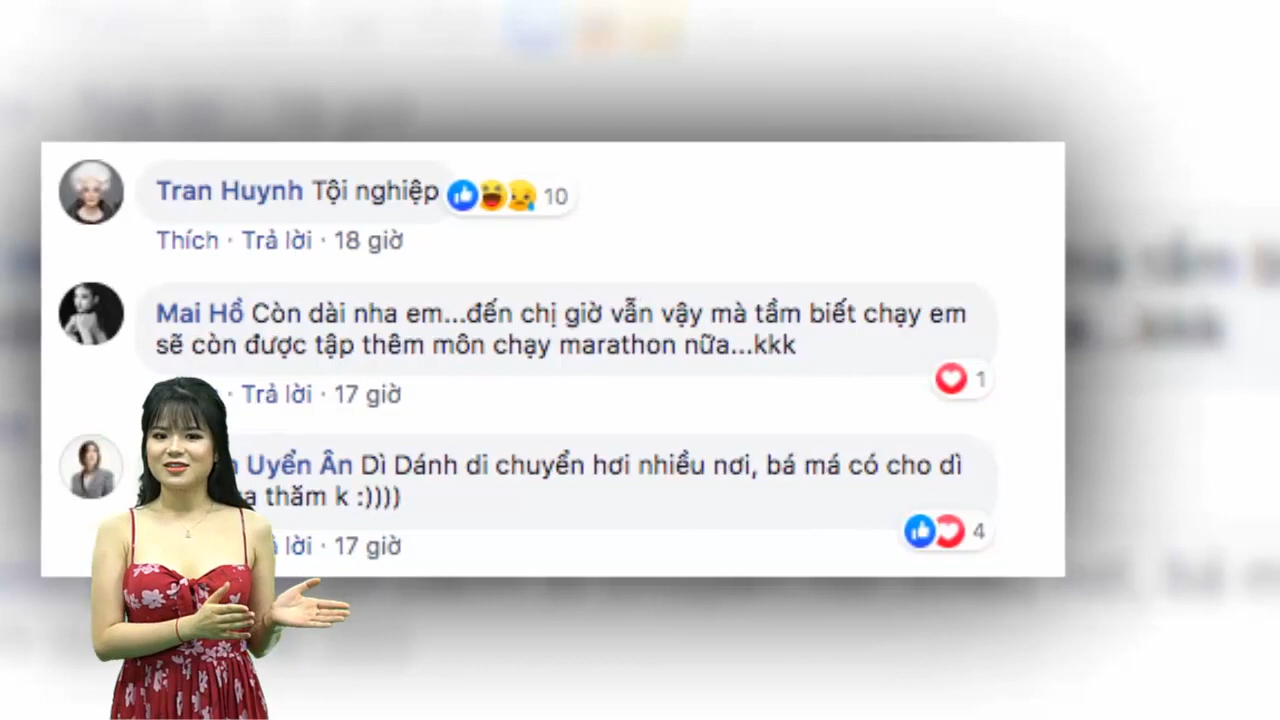 Tran Huynh Tội nghiệp 10
Thích · Trả lời · 18 giờ
Mai Hồ Còn dài nha em...đến chị giờ vẫn vậy mà tầm biết chạy em
sẽ còn được tập thêm môn chạy marathon nữa...kkk
1
· Trả lời · 17 giờ
Uyển Ân Dì Dánh di chuyển hơi nhiều nơi, bá má có cho dì
thăm k :))))
4
lời · 17 giờ